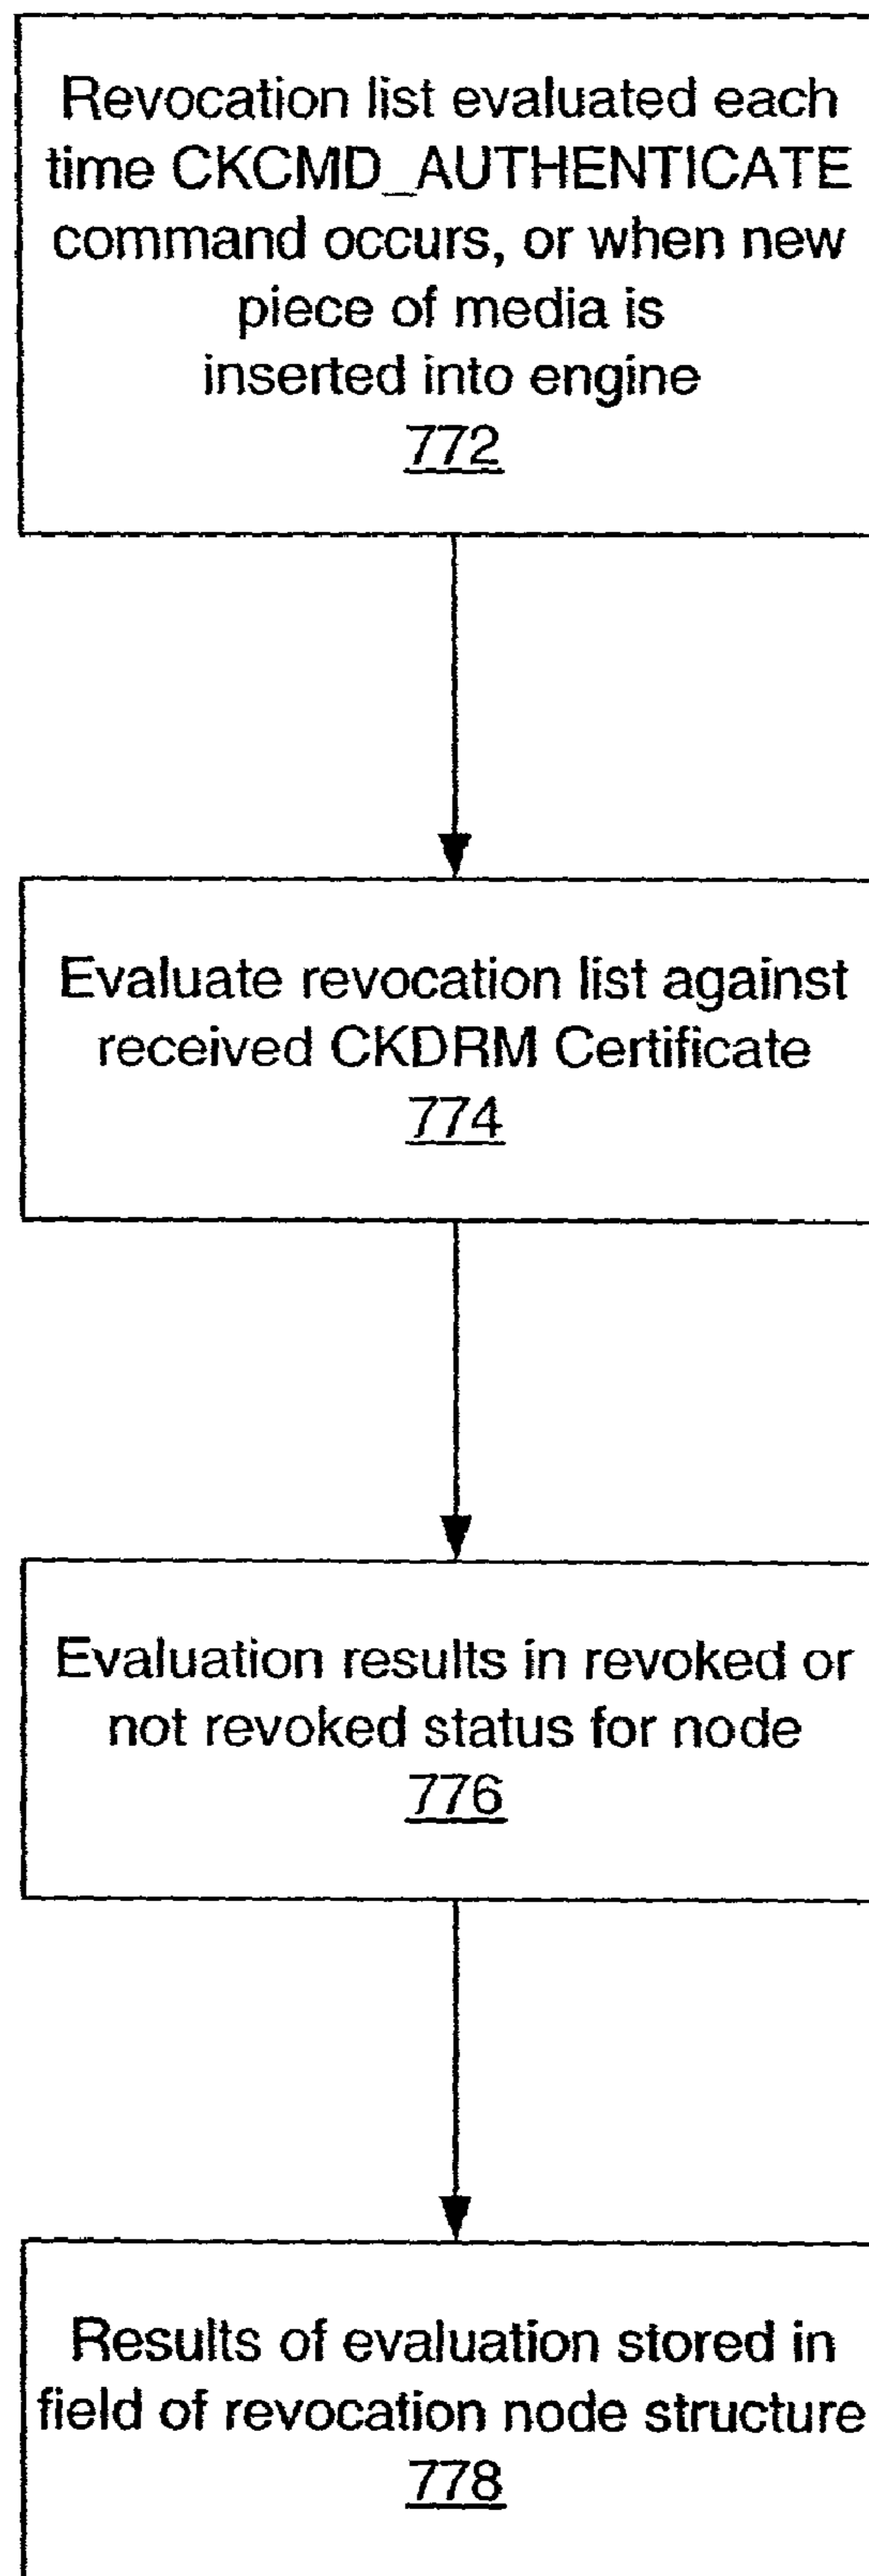 Revocation list evaluated each
time CKCMD_AUTHENTICATE
command occurs, or when new
piece of media is
inserted into engine
772
Evaluate revocation list against
received CKDRM Certificate
774
Evaluation results in revoked or
not revoked status for node
776
Results of evaluation stored in
field of revocation node structure
778